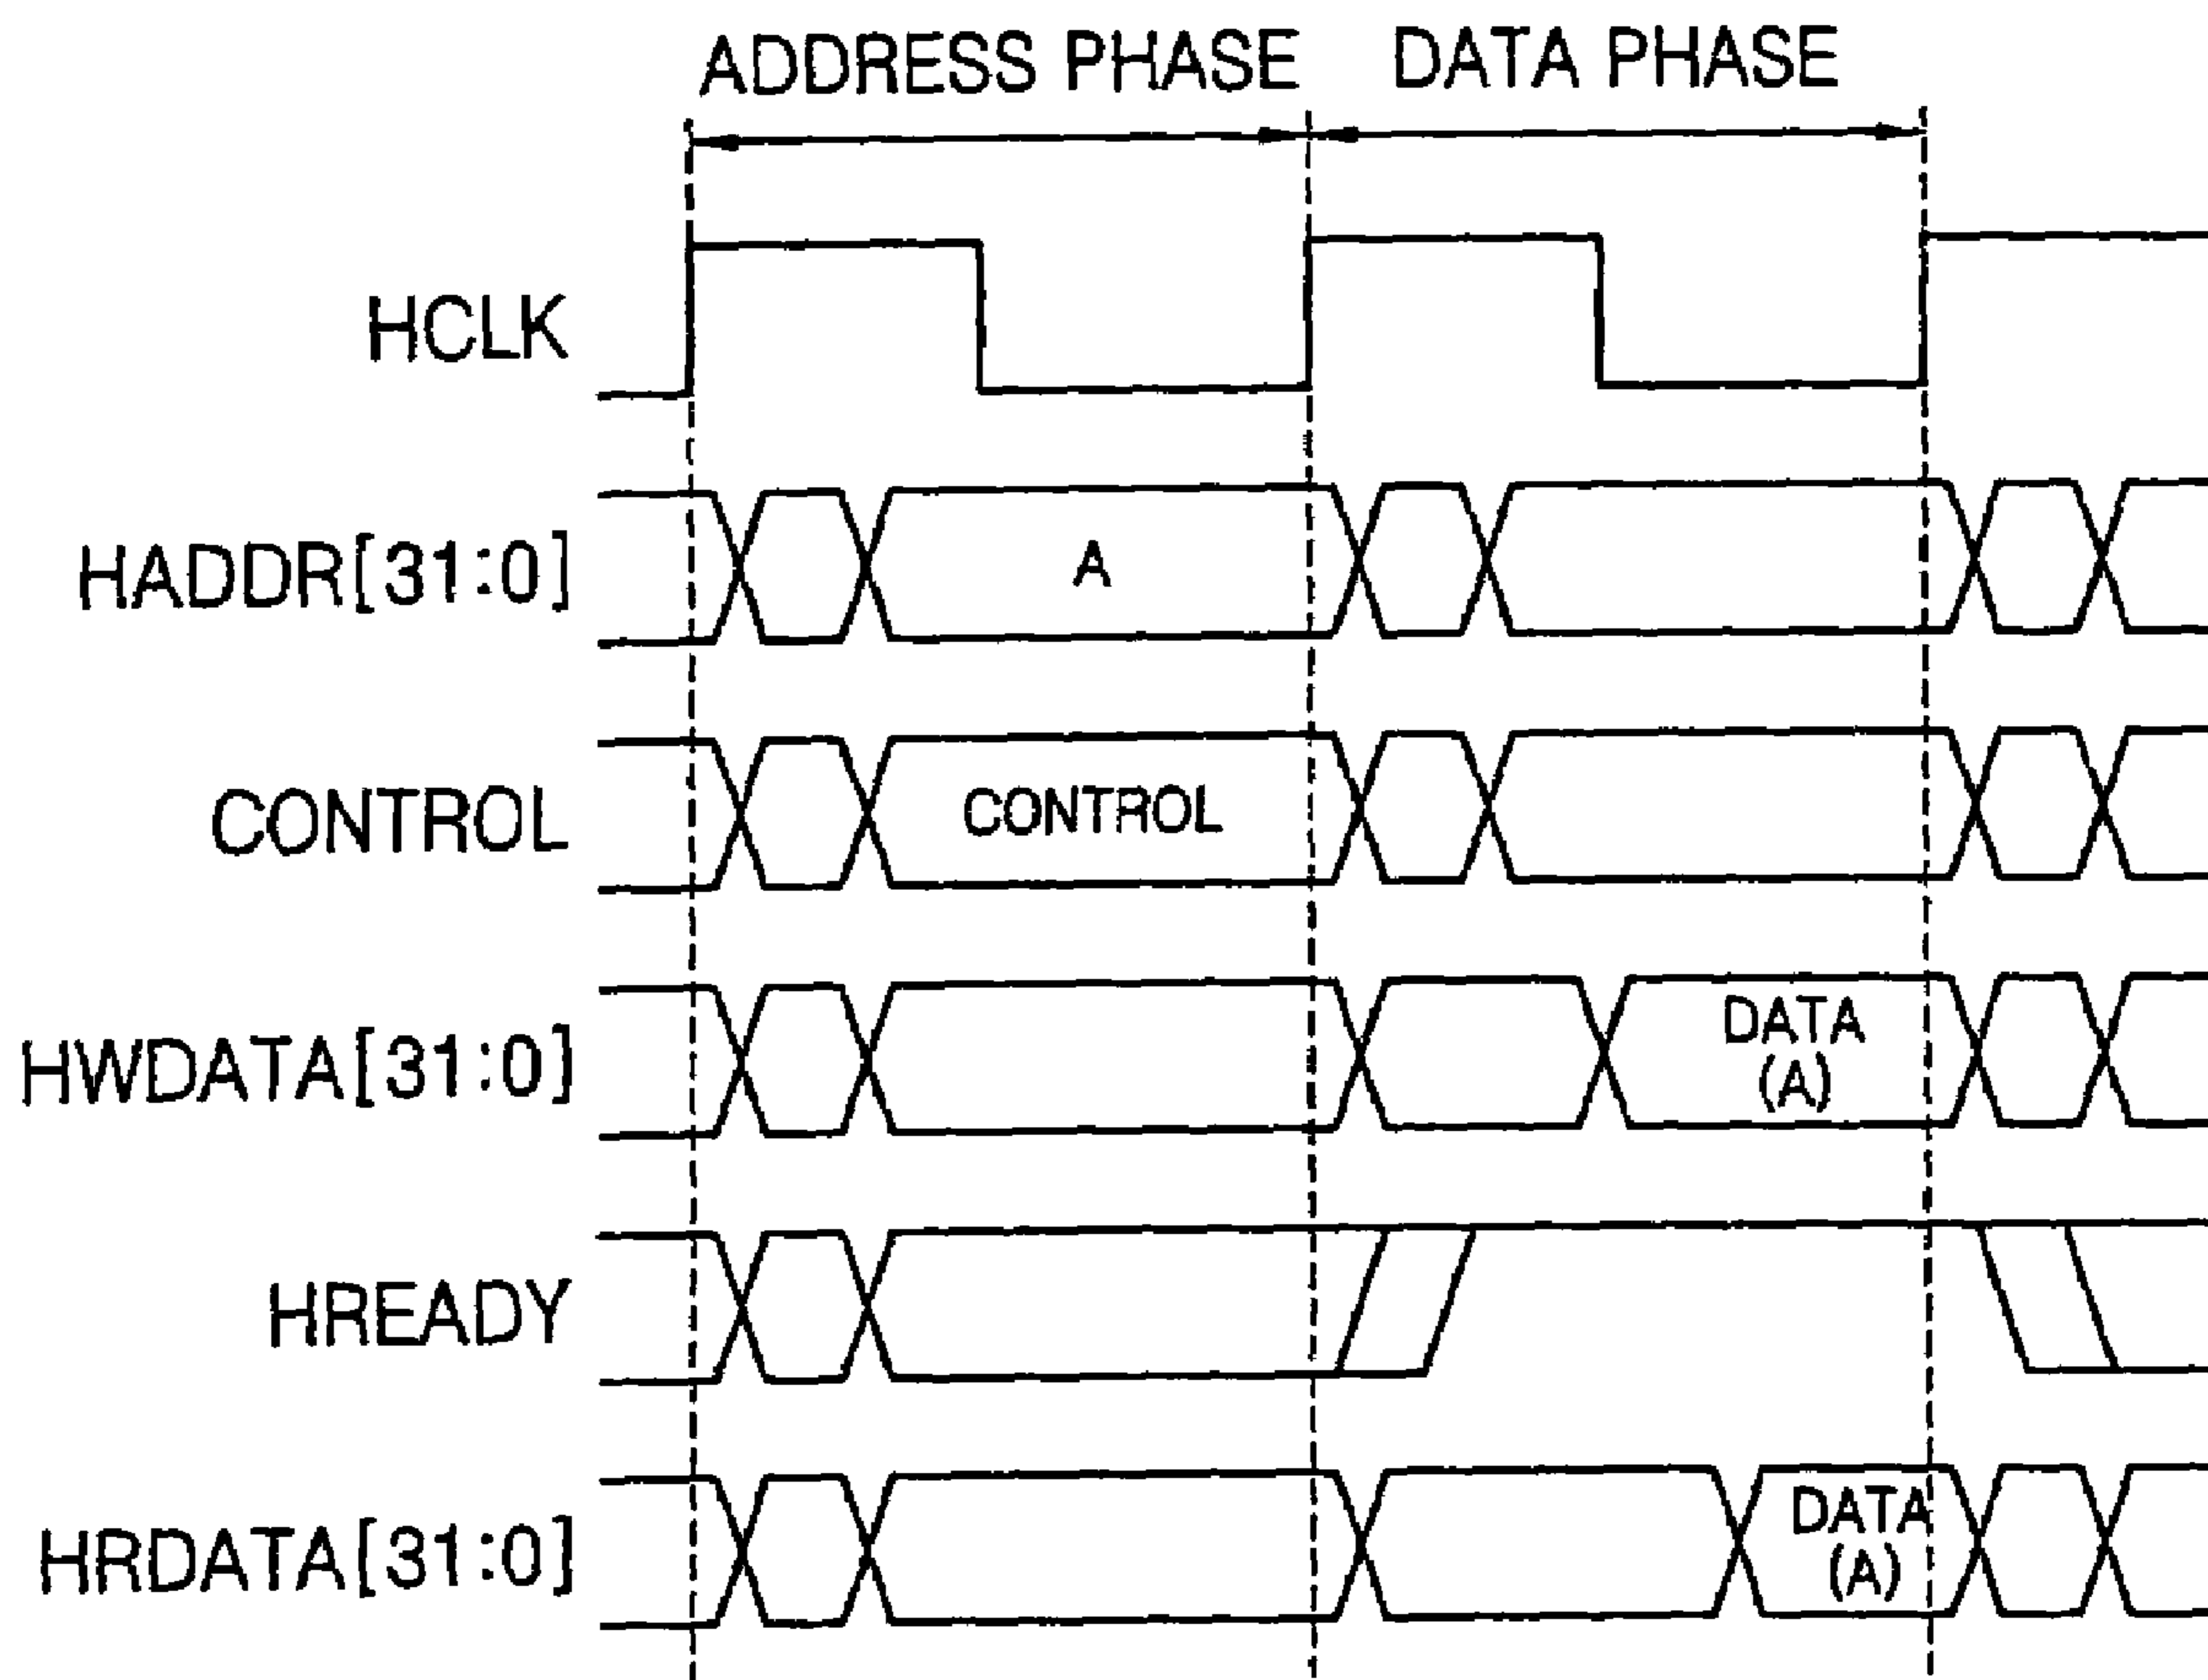 ADDRESS PHASE DATA PHASE
HCLK
HADDR[31:0] A
CONTROL CONTROL
HWDATA[31:0] DATA
(A)
HREADY
HRDATA[31:0] DATA
(A)